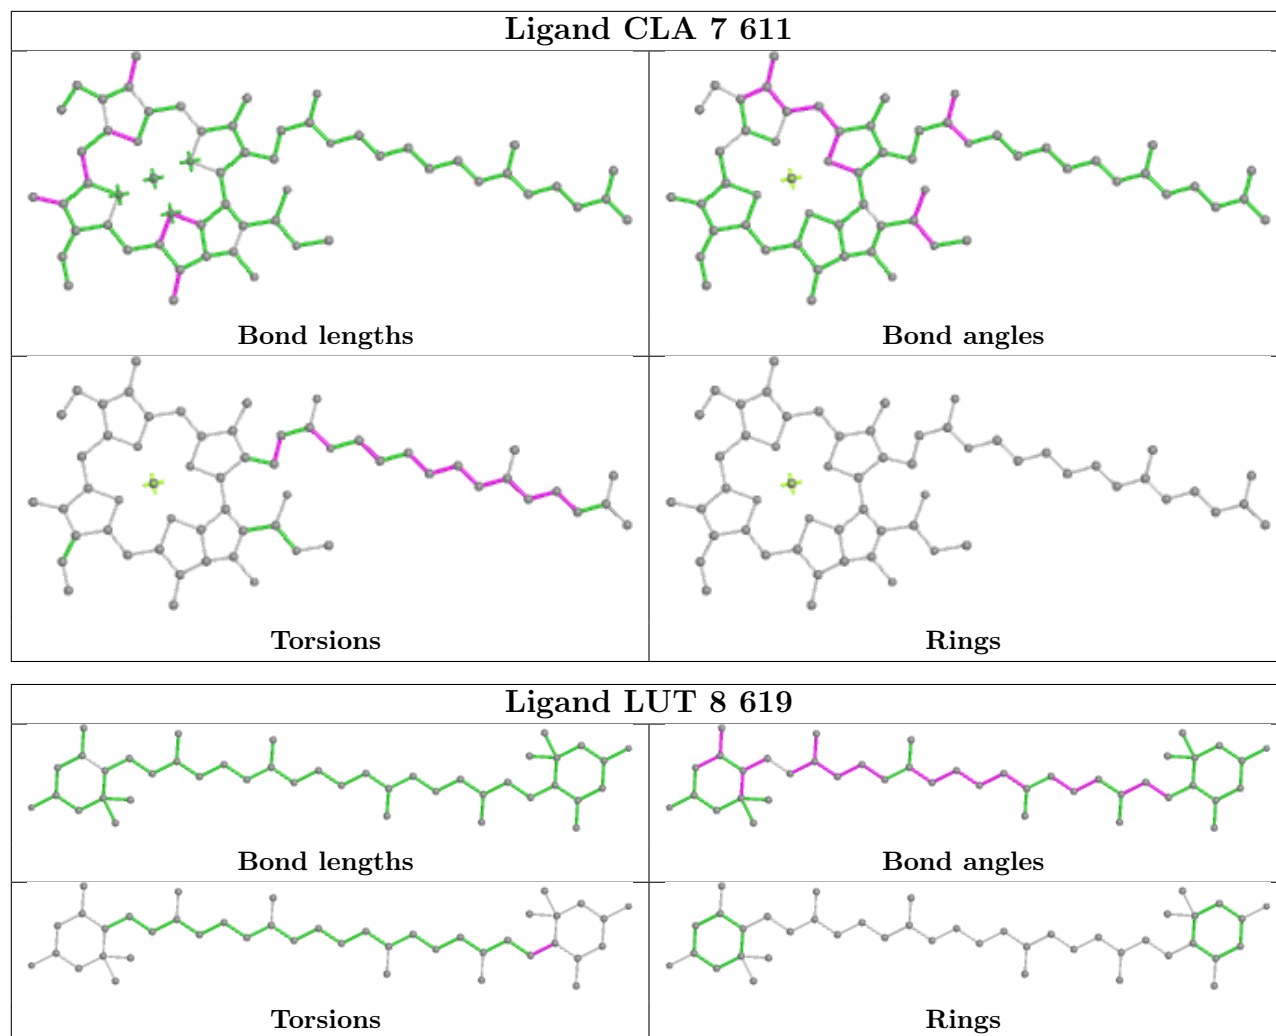 Ligand CLA 7 611
Bond lengths
Bond angles
Torsions
Rings
Ligand LUT 8 619
Bond lengths
Bond angles
Torsions
Rings